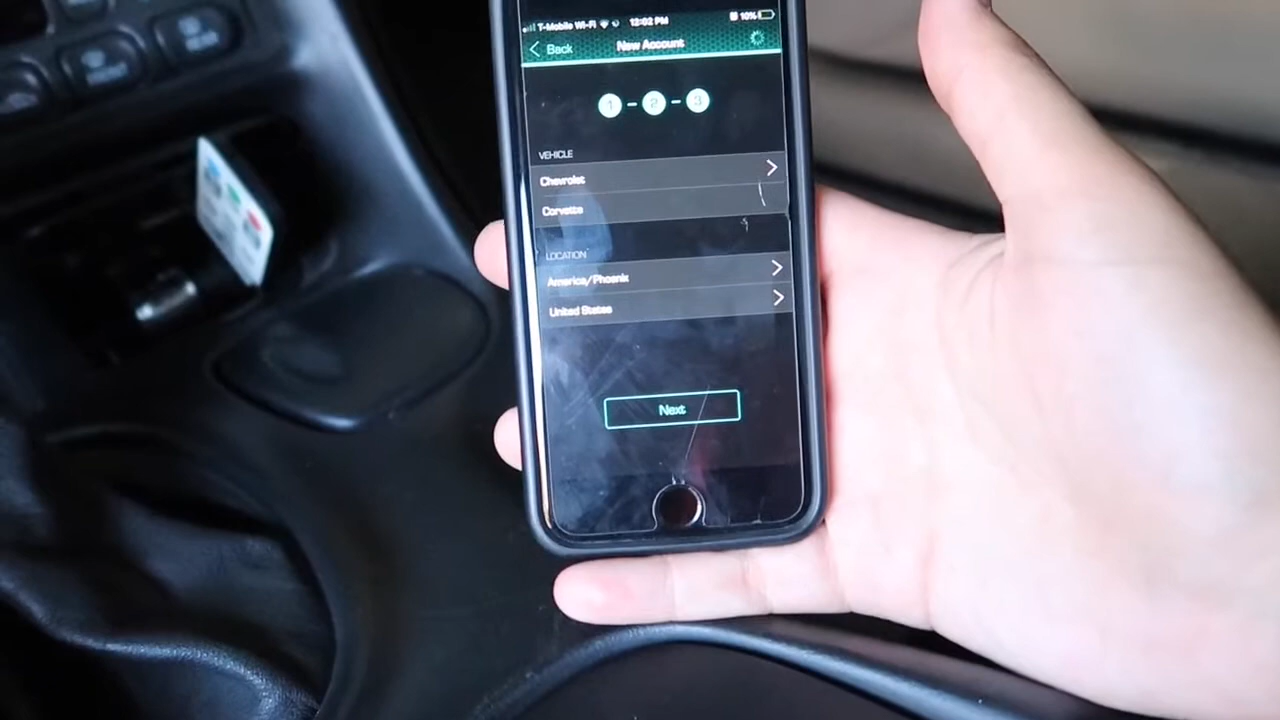 T-Mobile Wi-Fi 12:02 PM 10%
Back New Account
1 - 2 - 3
VEHICLE
Chevrolet
Corvette
LOCATION
America/Phoenix
United States
Next